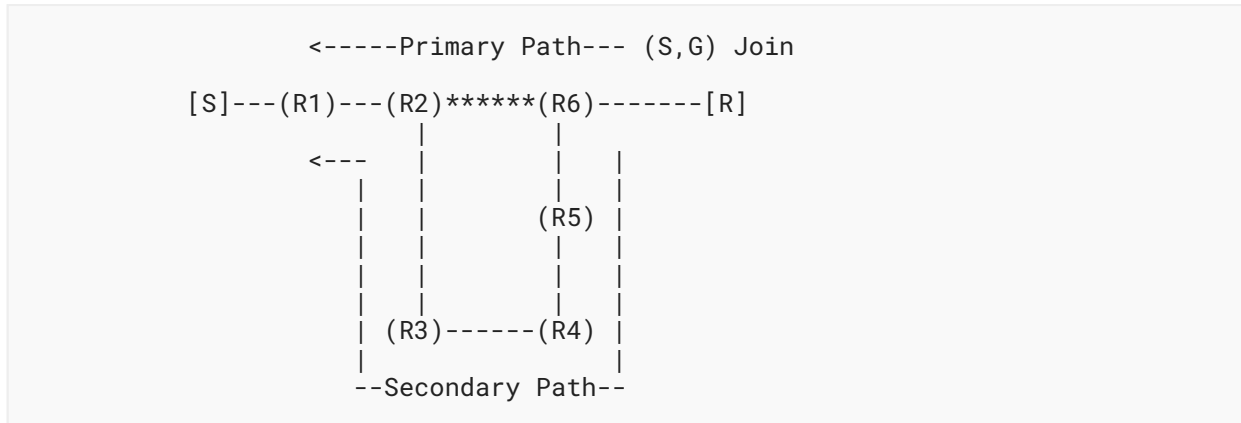 <-----Primary Path--- (S,G) Join
[S]---(R1)---(R2)******(R6)-------[R]
<---
(R5)
(R3)------(R4)
--Secondary Path--